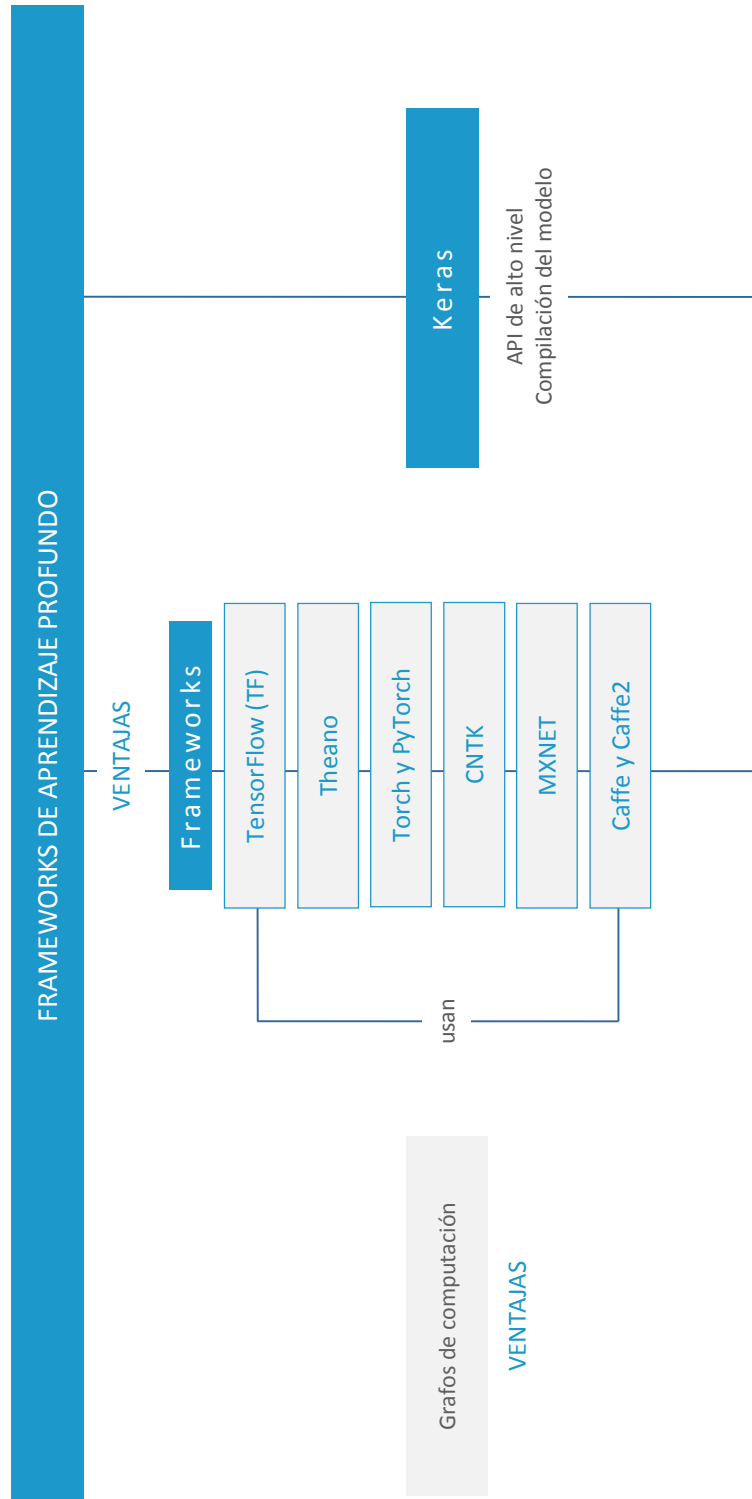 FRAMEWORKS DE APRENDIZAJE PROFUNDO
VENTAJAS
Frameworks
TensorFlow (TF)
Theano
Torch y PyTorch
CNTK
MXNET
Caffe y Caffe2
usan
Grafos de computación
VENTAJAS
Keras
API de alto nivel
Compilación del modelo